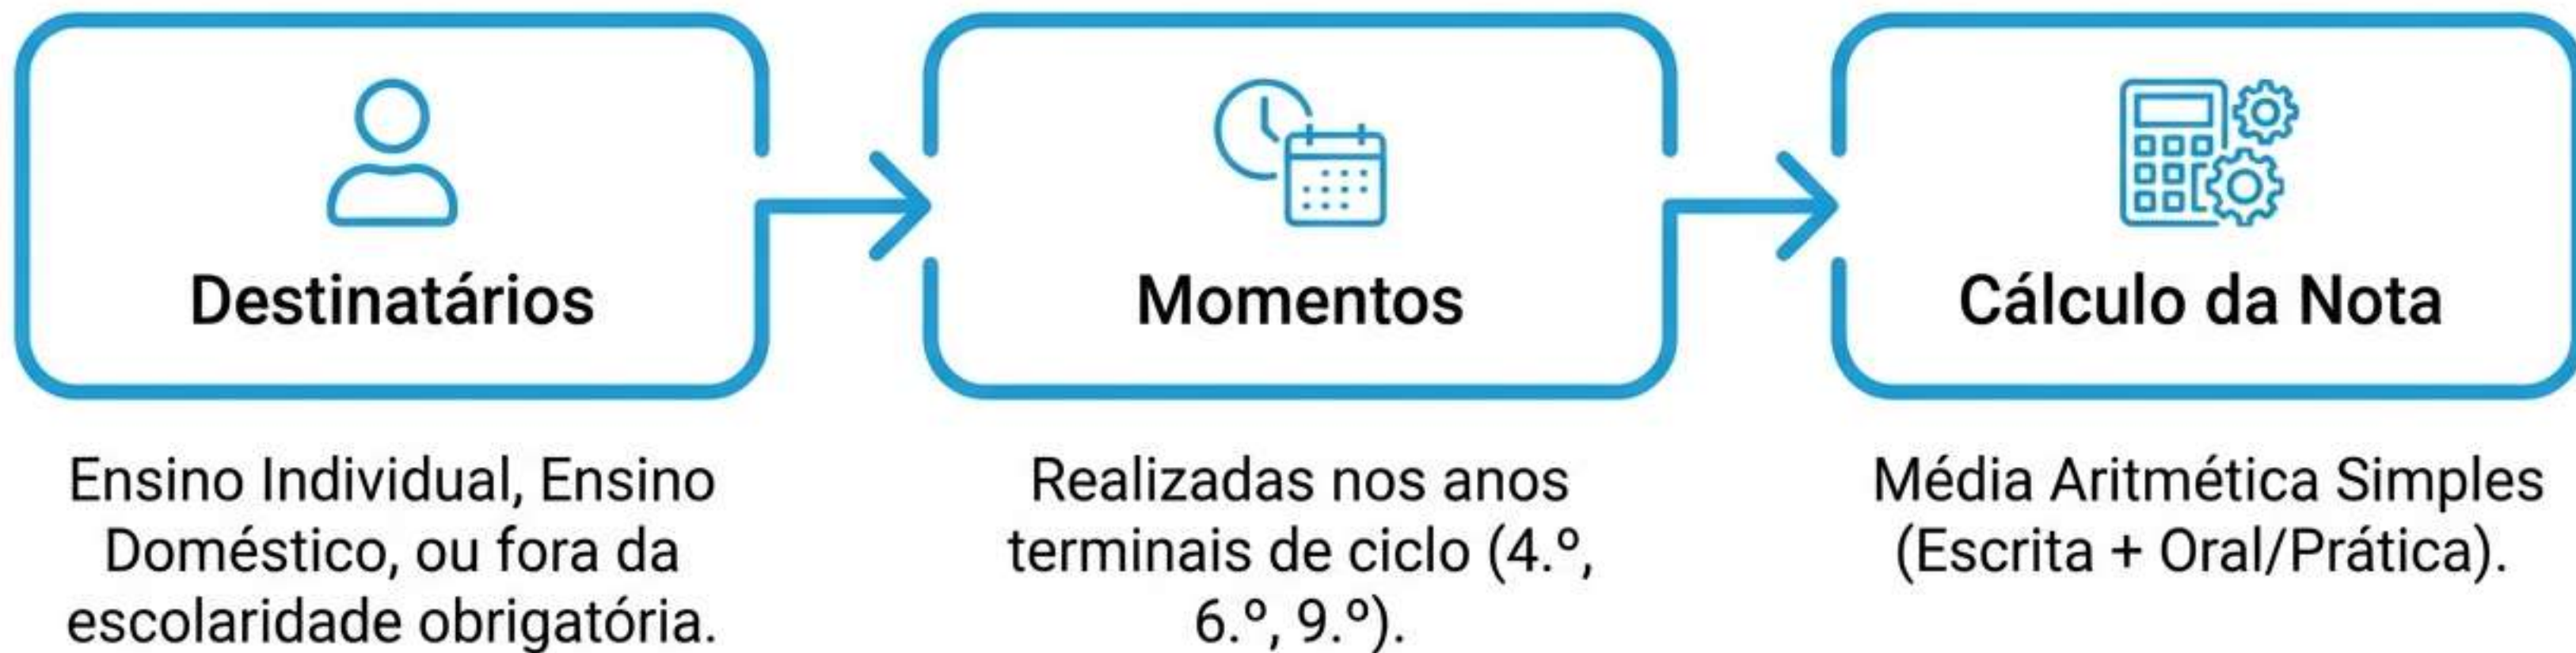 Destinatários
Ensino Individual, Ensino
Doméstico, ou fora da
escolaridade obrigatória.
Momentos
Realizadas nos anos
terminais de ciclo (4.º,
6.º, 9.º).
Cálculo da Nota
Média Aritmética Simples
(Escrita + Oral/Prática).